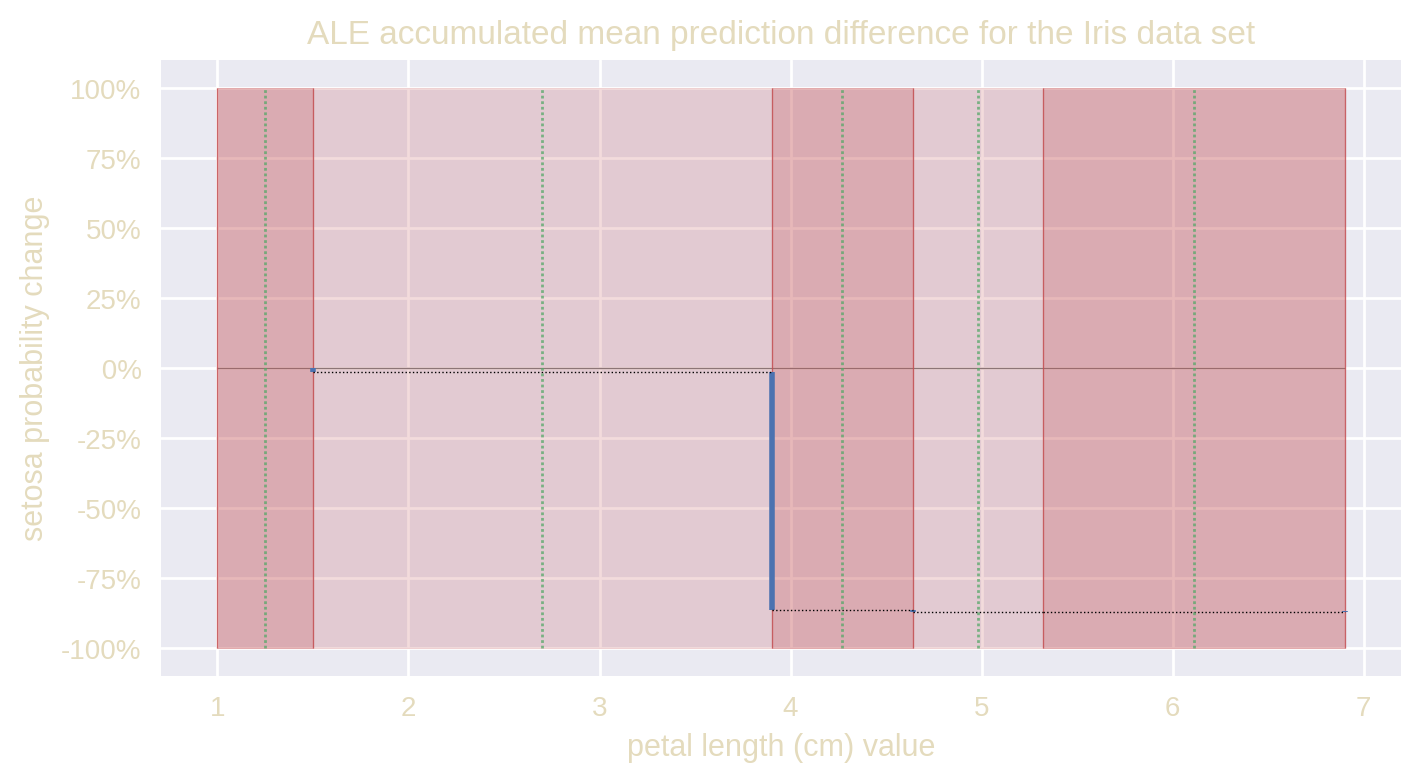 ALE accumulated mean prediction difference for the Iris data set
100%
75%
50%
25%
0%
-25%
-50%
-75%
-100%
setosa probability change
1 2 3 4 5 6 7
petal length (cm) value